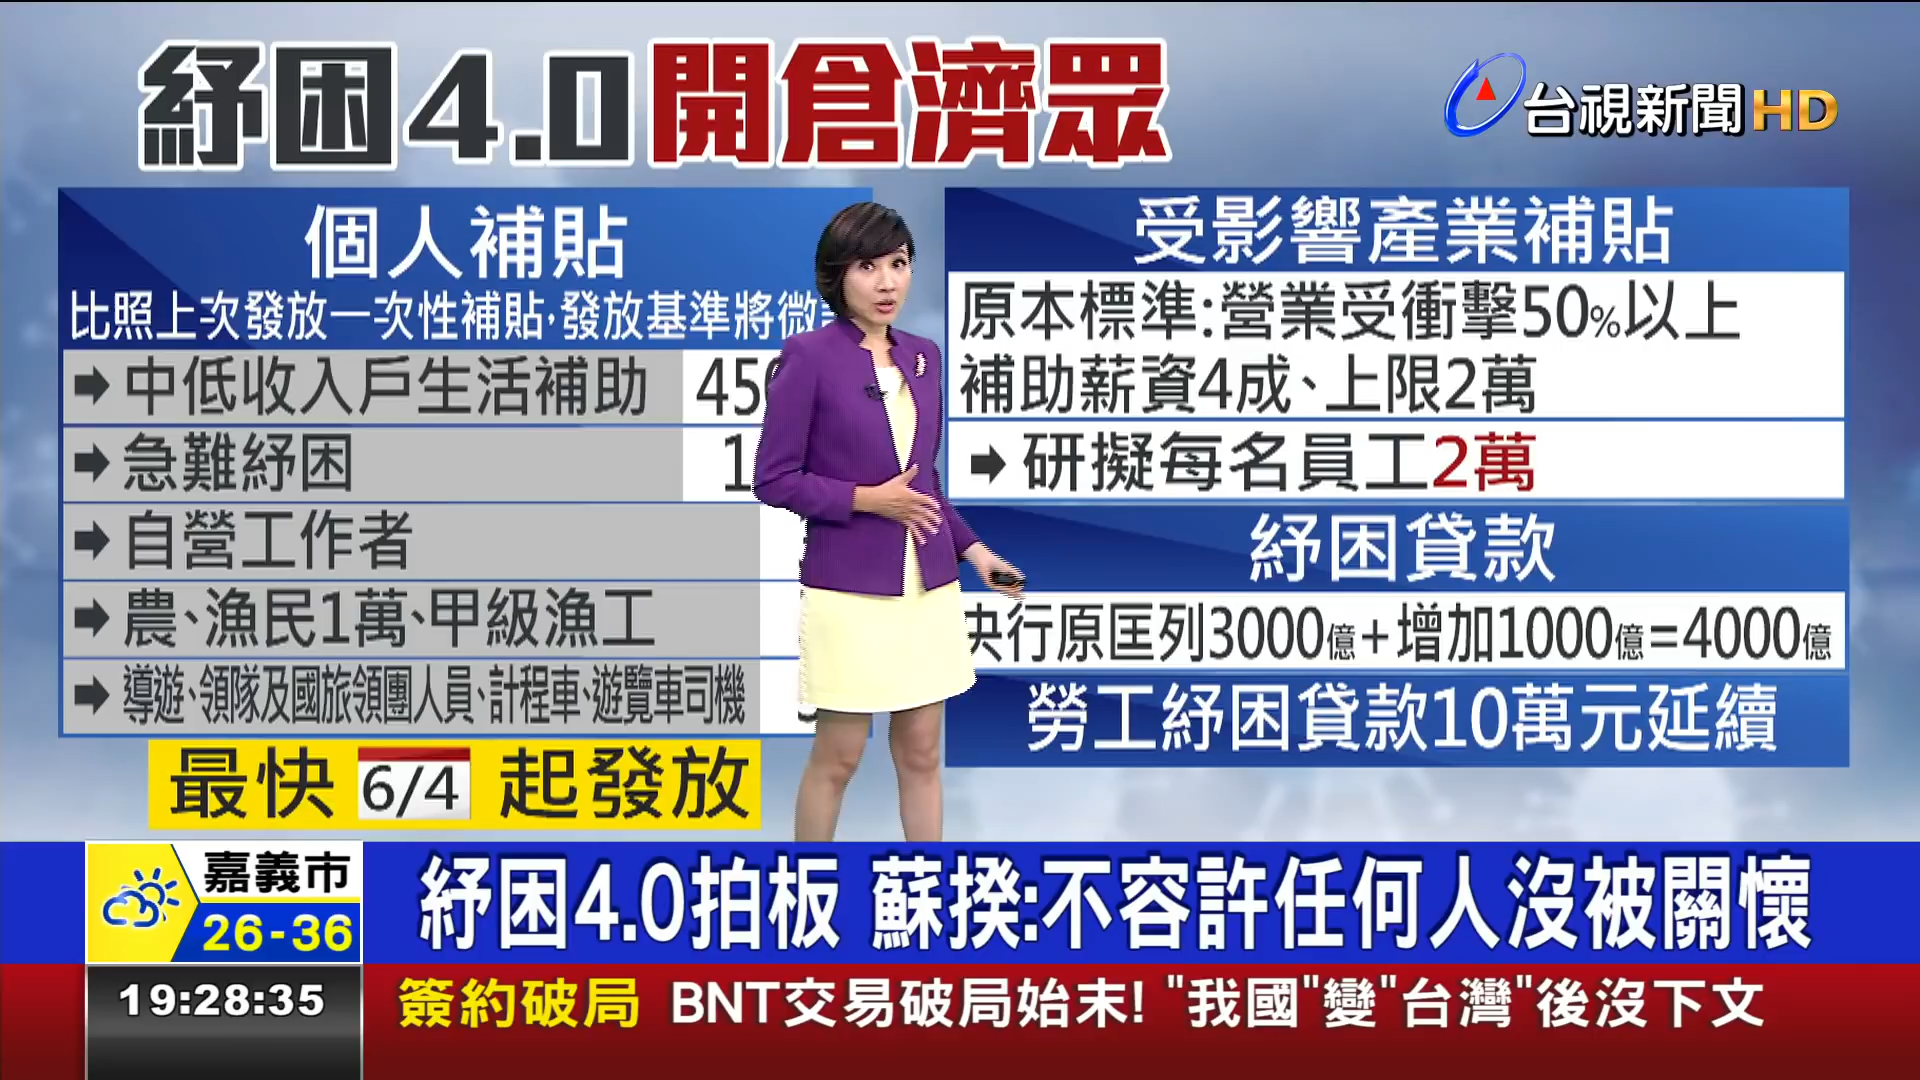 紓困4.0開倉濟眾
台視新聞HD
個人補貼
比照上次發放一次性補貼,發放基準將微
➡中低收入戶生活補助 45
➡急難紓困 1
➡自營工作者
➡農、漁民1萬、甲級漁工
➡導遊、領隊及國旅領團人員、計程車、遊覽車司機
最快 6/4 起發放
受影響產業補貼
原本標準:營業受衝擊50%以上
補助薪資4成、上限2萬
➡研擬每名員工2萬
紓困貸款
央行原匡列3000億+增加1000億=4000億
勞工紓困貸款10萬元延續
嘉義市
26-36
紓困4.0拍板 蘇揆:不容許任何人沒被關懷
19:28:35
簽約破局 BNT交易破局始末! "我國"變"台灣"後沒下文